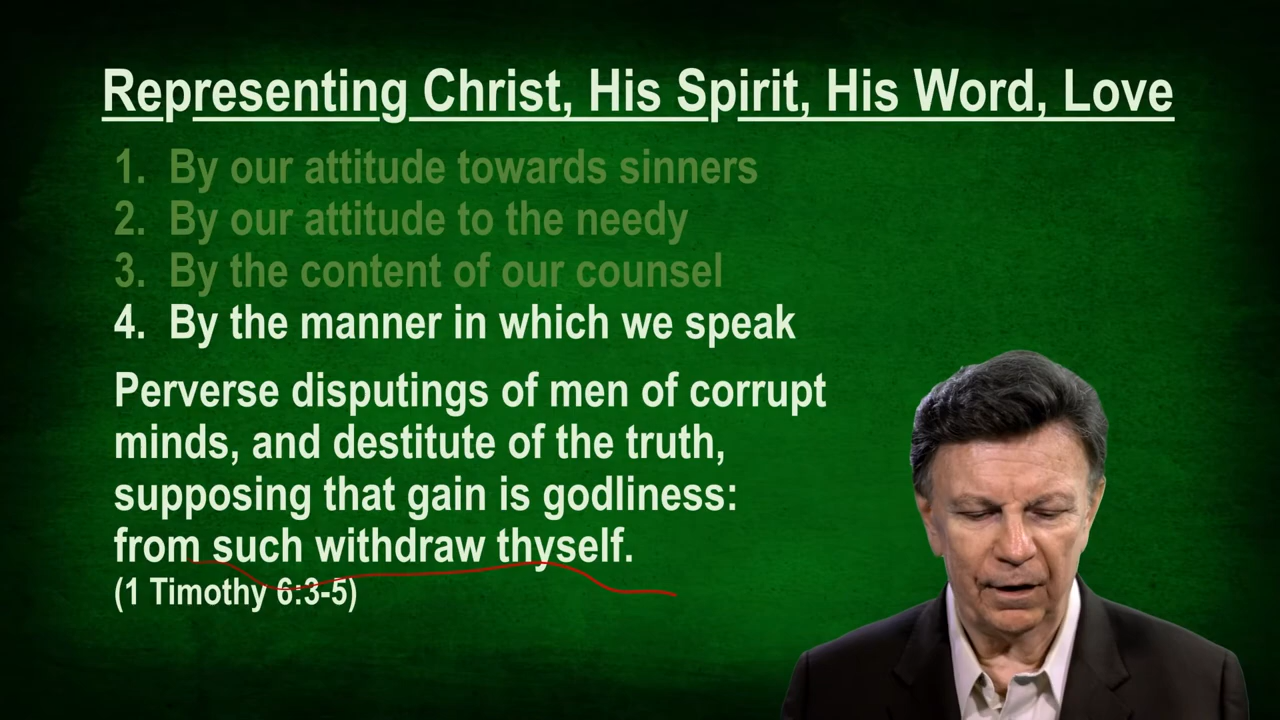 Representing Christ, His Spirit, His Word, Love
1. By our attitude towards sinners
2. By our attitude to the needy
3. By the content of our counsel
4. By the manner in which we speak
Perverse disputings of men of corrupt
minds, and destitute of the truth,
supposing that gain is godliness:
from such withdraw thyself.
(1 Timothy 6:3-5)